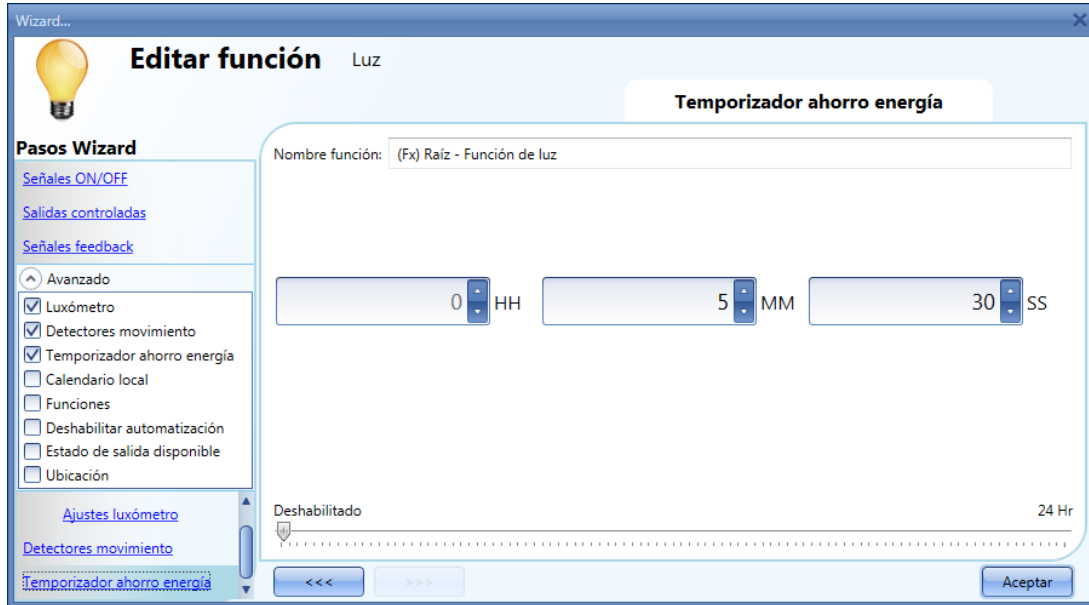 Wizard...
Editar función Luz
Temporizador ahorro energía
Pasos Wizard
Señales ON/OFF
Salidas controladas
Señales feedback
Avanzado
Luxómetro
Detectores movimiento
Temporizador ahorro energía
Calendario local
Funciones
Deshabilitar automatización
Estado de salida disponible
Ubicación
Ajustes luxómetro
Detectores movimiento
Temporizador ahorro energía
Nombre función: (Fx) Raíz - Función de luz
0 HH 5 MM 30 SS
Deshabilitado 24 Hr
<<< >>> Aceptar